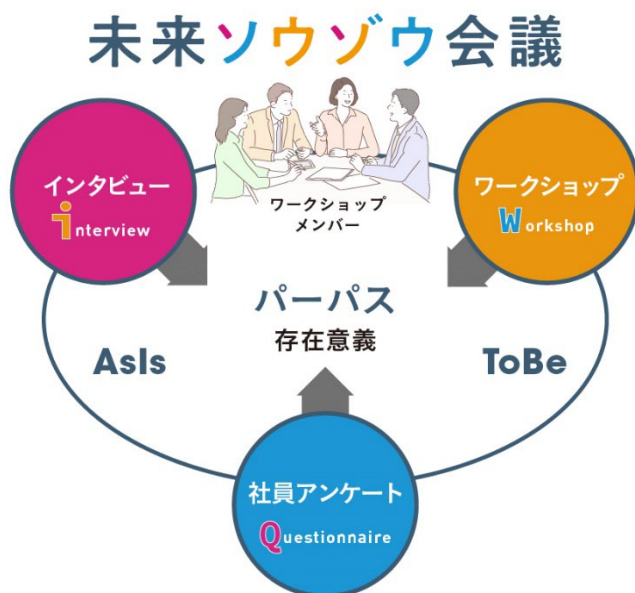 未来ソウゾウ会議
インタビュー
interview
ワークショップ
メンバー
ワークショップ
Workshop
パーパス
存在意義
AsIs
ToBe
社員アンケート
Questionnaire